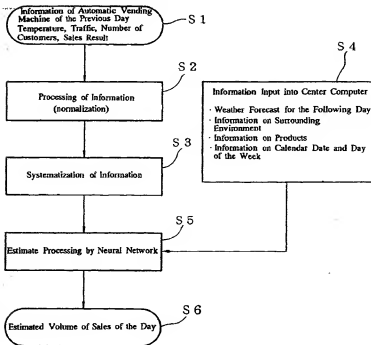 Information of Automatic Vending
Machine of the Previous Day
Temperature, Traffic, Number of
Customers, Sales Result
S 1
S 2
Processing of Information
(normalization)
S 3
Systematization of Information
S 4
Information Input into Center Computer
· Weather Forecast for the Following Day
· Information on Surrounding
Environment
· Information on Products
· Information on Calendar Date and Day
of the Week
S 5
Estimate Processing by Neural Network
S 6
Estimated Volume of Sales of the Day